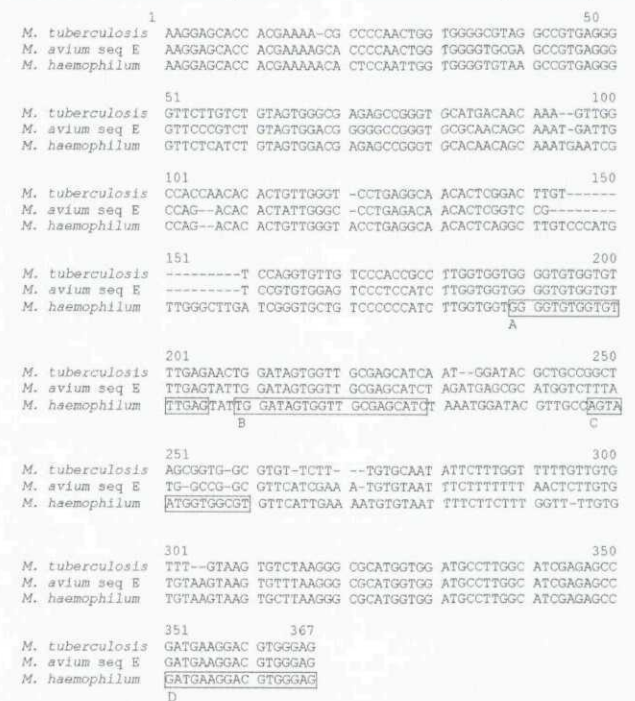 1 50
M. tuberculosis AAGGAGCACC ACGAAAA-CG CCCCAACTGG TGGGGCGTAG GCCGTGAGGG
M. avium seq E AAGGAGCACC ACGAAAAGCA CCCCAACTGG TGGGGTGCGA GCCGTGAGGG
M. haemophilum AAGGAGCACC ACGAAAAACA CTCCAATTGG TGGGGTGTAA GCCGTGAGGG
51 100
M. tuberculosis GTTCTTGTCT GTAGTGGGCG AGAGCCGGGT GCATGACAAC AAA--GTTGG
M. avium seq E GTTCCCGTCT GTAGTGGACG GGGGCCGGGT GCGCAACAGC AAAT-GATTG
M. haemophilum GTTCTCATCT GTAGTGGACG AGAGCCGGGT GCACAACAGC AAATGAATCG
101 150
M. tuberculosis CCACCAACAC ACTGTTGGGT -CCTGAGGCA ACACTCGGAC TTGT------
M. avium seq E CCAG--ACAC ACTATTGGGC -CCTGAGACA ACACTCGGTC CG--------
M. haemophilum CCAG--ACAC ACTGTTGGGT ACCTGAGGCA ACACTCAGGC TTGTCCCATG
151 200
M. tuberculosis ---------T CCAGGTGTTG TCCCACCGCC TTGGTGGTGG GGGTGTGGTGT
M. avium seq E ---------T CCGTGTGGAG TCCCTCCATC TTGGTGGTGG GGGTGTGGTGT
M. haemophilum TTGGGCTTGA TCGGGTGCTG TCCCCCCATC TTGGTGGTGG GGGTGTGGTGT
A
201 250
M. tuberculosis TTGAGAACTG GATAGTGGTT GCGAGCATCA AT--GGATAC GCTGCCGGCT
M. avium seq E TTGAGTATTG GATAGTGGTT GCGAGCATCT AGATGAGCGC ATGGTCTTTA
M. haemophilum TTGAGTATTG GATAGTGGTT GCGAGCATCT AAATGGATAC GTTGCCAGTA
B C
251 300
M. tuberculosis AGCGGTG-GC GTGT-TCTT- --TGTGCAAT ATTCTTTGGT TTTTGTTGTG
M. avium seq E TG-GCCG-GC GTTCATCGAA A-TGTGTAAT TTCTTTTTTT AACTCTTGTG
M. haemophilum ATGGTGGCGT GTTCATTGAA AATGTGTAAT TTTCTTCTTT GGTT-TTGTG
301 350
M. tuberculosis TTT--GTAAG TGTCTAAGGG CGCATGGTGG ATGCCTTGGC ATCGAGAGCC
M. avium seq E TGTAAGTAAG TGTTTAAGGG CGCATGGTGG ATGCCTTGGC ATCGAGAGCC
M. haemophilum TGTAAGTAAG TGCTTAAGGG CGCATGGTGG ATGCCTTGGC ATCGAGAGCC
351 367
M. tuberculosis GATGAAGGAC GTGGGAG
M. avium seq E GATGAAGGAC GTGGGAG
M. haemophilum GATGAAGGAC GTGGGAG
D